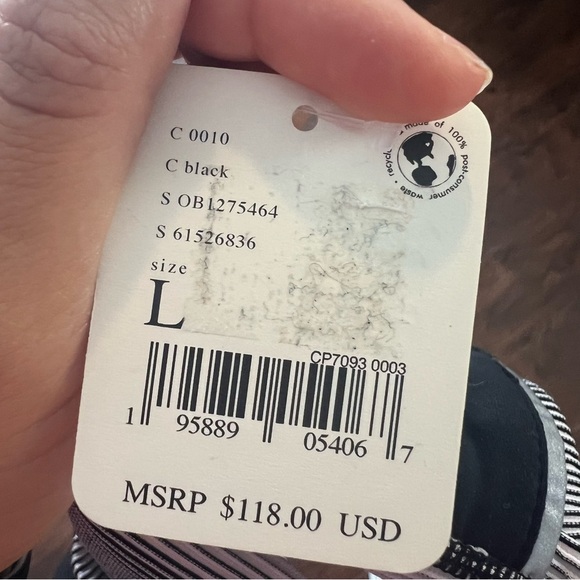 C 0010
made of 100% post-consumer waste • recycl
C black
S OB1275464
S 61526836
size
L
CP7093 0003
1 95889 05406 7
MSRP $118.00 USD